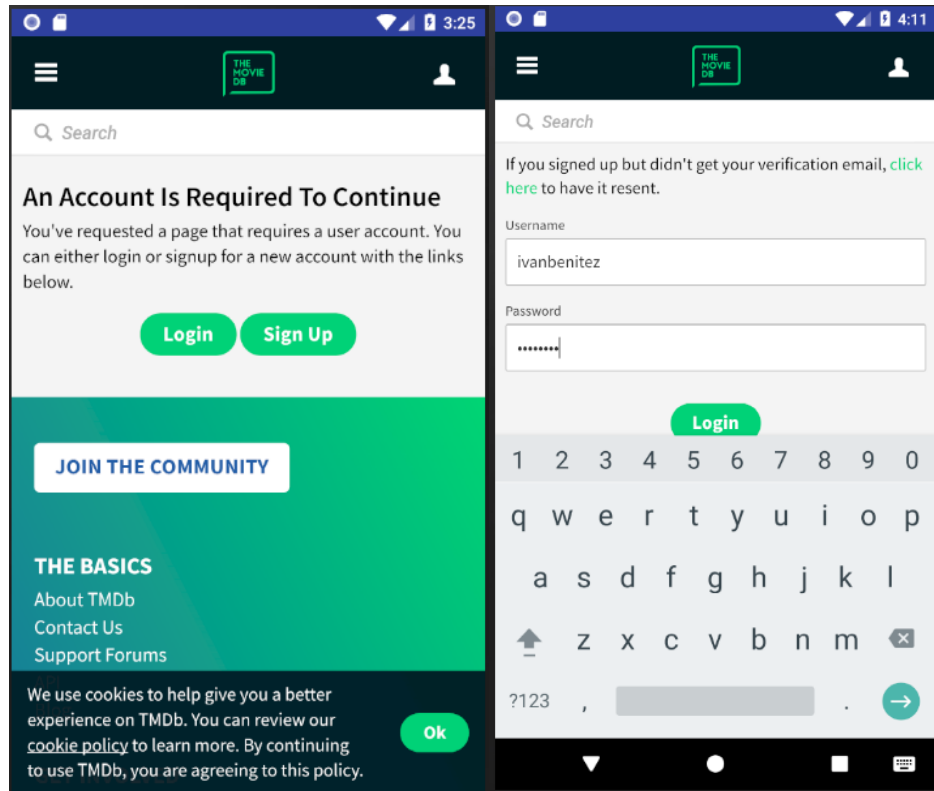 3:25
THE
MOVIE
DB
Search
An Account Is Required To Continue
You've requested a page that requires a user account. You
can either login or signup for a new account with the links
below.
Login Sign Up
JOIN THE COMMUNITY
THE BASICS
About TMDb
Contact Us
Support Forums
API
We use cookies to help give you a better
experience on TMDb. You can review our
cookie policy to learn more. By continuing
to use TMDb, you are agreeing to this policy.
Ok
4:11
THE
MOVIE
DB
Search
If you signed up but didn't get your verification email, click
here to have it resent.
Username
ivanbenitez
Password
••••••••
Login
1 2 3 4 5 6 7 8 9 0
q w e r t y u i o p
a s d f g h j k l
z x c v b n m
?123 , .